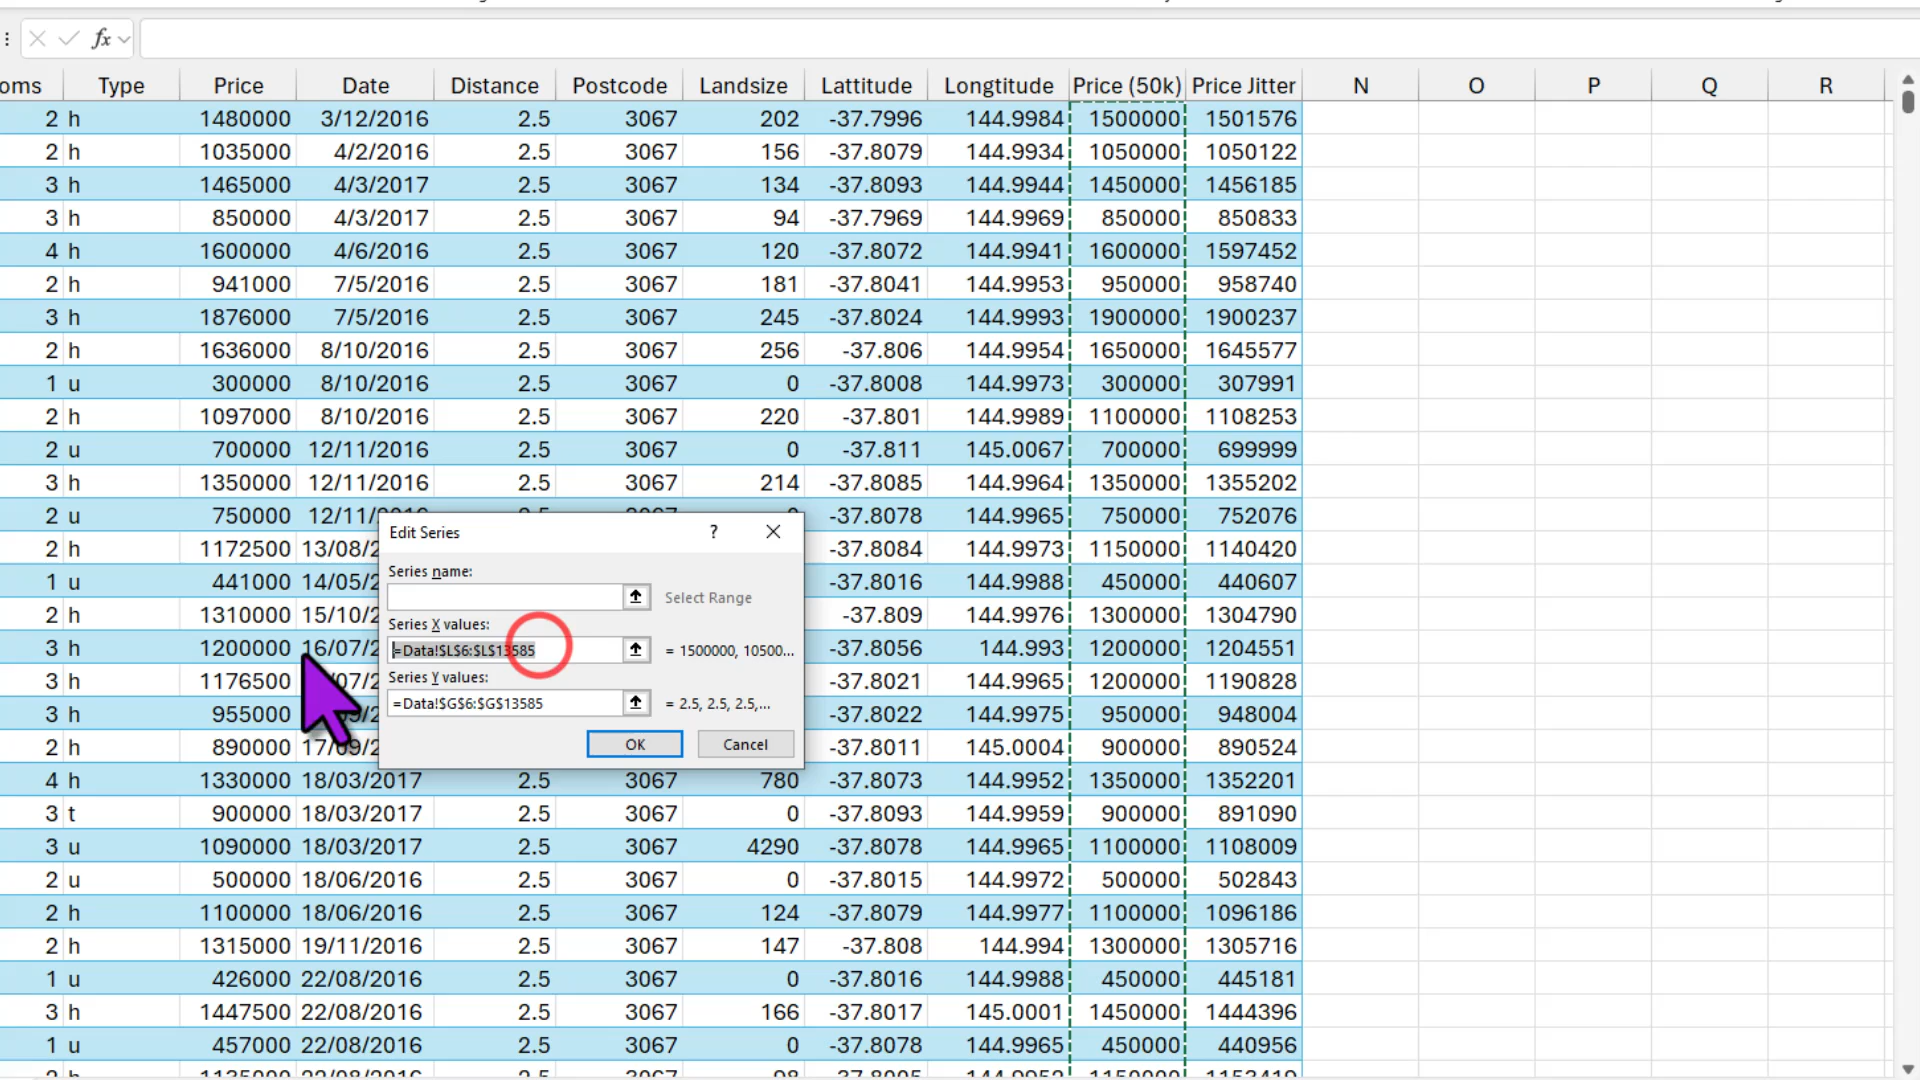 fx
oms Type Price Date Distance Postcode Landsize Lattitude Longtitude Price (50k) Price Jitter N O P Q R
2 h 1480000 3/12/2016 2.5 3067 202 -37.7996 144.9984 1500000 1501576
2 h 1035000 4/2/2016 2.5 3067 156 -37.8079 144.9934 1050000 1050122
3 h 1465000 4/3/2017 2.5 3067 134 -37.8093 144.9944 1450000 1456185
3 h 850000 4/3/2017 2.5 3067 94 -37.7969 144.9969 850000 850833
4 h 1600000 4/6/2016 2.5 3067 120 -37.8072 144.9941 1600000 1597452
2 h 941000 7/5/2016 2.5 3067 181 -37.8041 144.9953 950000 958740
3 h 1876000 7/5/2016 2.5 3067 245 -37.8024 144.9993 1900000 1900237
2 h 1636000 8/10/2016 2.5 3067 256 -37.806 144.9954 1650000 1645577
1 u 300000 8/10/2016 2.5 3067 0 -37.8008 144.9973 300000 307991
2 h 1097000 8/10/2016 2.5 3067 220 -37.801 144.9989 1100000 1108253
2 u 700000 12/11/2016 2.5 3067 0 -37.811 145.0067 700000 699999
3 h 1350000 12/11/2016 2.5 3067 214 -37.8085 144.9964 1350000 1355202
2 u 750000 12/11/ -37.8078 144.9965 750000 752076
2 h 1172500 13/08/2 -37.8084 144.9973 1150000 1140420
1 u 441000 14/05/2 -37.8016 144.9988 450000 440607
2 h 1310000 15/10/2 -37.809 144.9976 1300000 1304790
3 h 1200000 16/07/2 -37.8056 144.993 1200000 1204551
3 h 1176500 /07/2 -37.8021 144.9965 1200000 1190828
3 h 955000 -37.8022 144.9975 950000 948004
2 h 890000 17/09/2 -37.8011 145.0004 900000 890524
4 h 1330000 18/03/2017 2.5 3067 780 -37.8073 144.9952 1350000 1352201
3 t 900000 18/03/2017 2.5 3067 0 -37.8093 144.9959 900000 891090
3 u 1090000 18/03/2017 2.5 3067 4290 -37.8078 144.9965 1100000 1108009
2 u 500000 18/06/2016 2.5 3067 0 -37.8015 144.9972 500000 502843
2 h 1100000 18/06/2016 2.5 3067 124 -37.8079 144.9977 1100000 1096186
2 h 1315000 19/11/2016 2.5 3067 147 -37.808 144.994 1300000 1305716
1 u 426000 22/08/2016 2.5 3067 0 -37.8016 144.9988 450000 445181
3 h 1447500 22/08/2016 2.5 3067 166 -37.8017 145.0001 1450000 1444396
1 u 457000 22/08/2016 2.5 3067 0 -37.8078 144.9965 450000 440956
Edit Series ?
Series name:
Select Range
Series X values:
=Data!$L$6:$L$13585 = 1500000, 10500...
Series Y values:
=Data!$G$6:$G$13585 = 2.5, 2.5, 2.5,...
OK Cancel